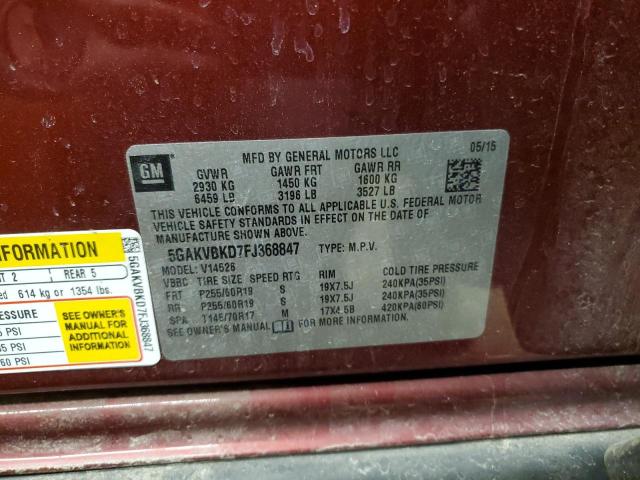 GM
MFD BY GENERAL MOTORS LLC
05/15
GVWR GAWR FRT GAWR RR
2930 KG 1450 KG 1600 KG
6459 LB 3196 LB 3527 LB
THIS VEHICLE CONFORMS TO ALL APPLICABLE U.S. FEDERAL MOTOR
VEHICLE SAFETY STANDARDS IN EFFECT ON THE DATE OF
MANUFACTURE SHOWN ABOVE.
5GAKVBKD7FJ368847 TYPE: M.P.V.
MODEL: V14526
VBBC TIRE SIZE SPEED RTG RIM COLD TIRE PRESSURE
FRT P255/60R19 S 19X7.5J 240KPA(35PSI)
RR P255/60R19 S 19X7.5J 240KPA(35PSI)
SPA T145/70R17 M 17X4.5B 420KPA(60PSI)
SEE OWNER'S MANUAL FOR MORE INFORMATION.
INFORMATION
2 REAR 5
614 kg or 1354 lbs.
SEE OWNER'S
MANUAL FOR
ADDITIONAL
INFORMATION
PSI
PSI
60 PSI
5GAKVBKD7FJ368847